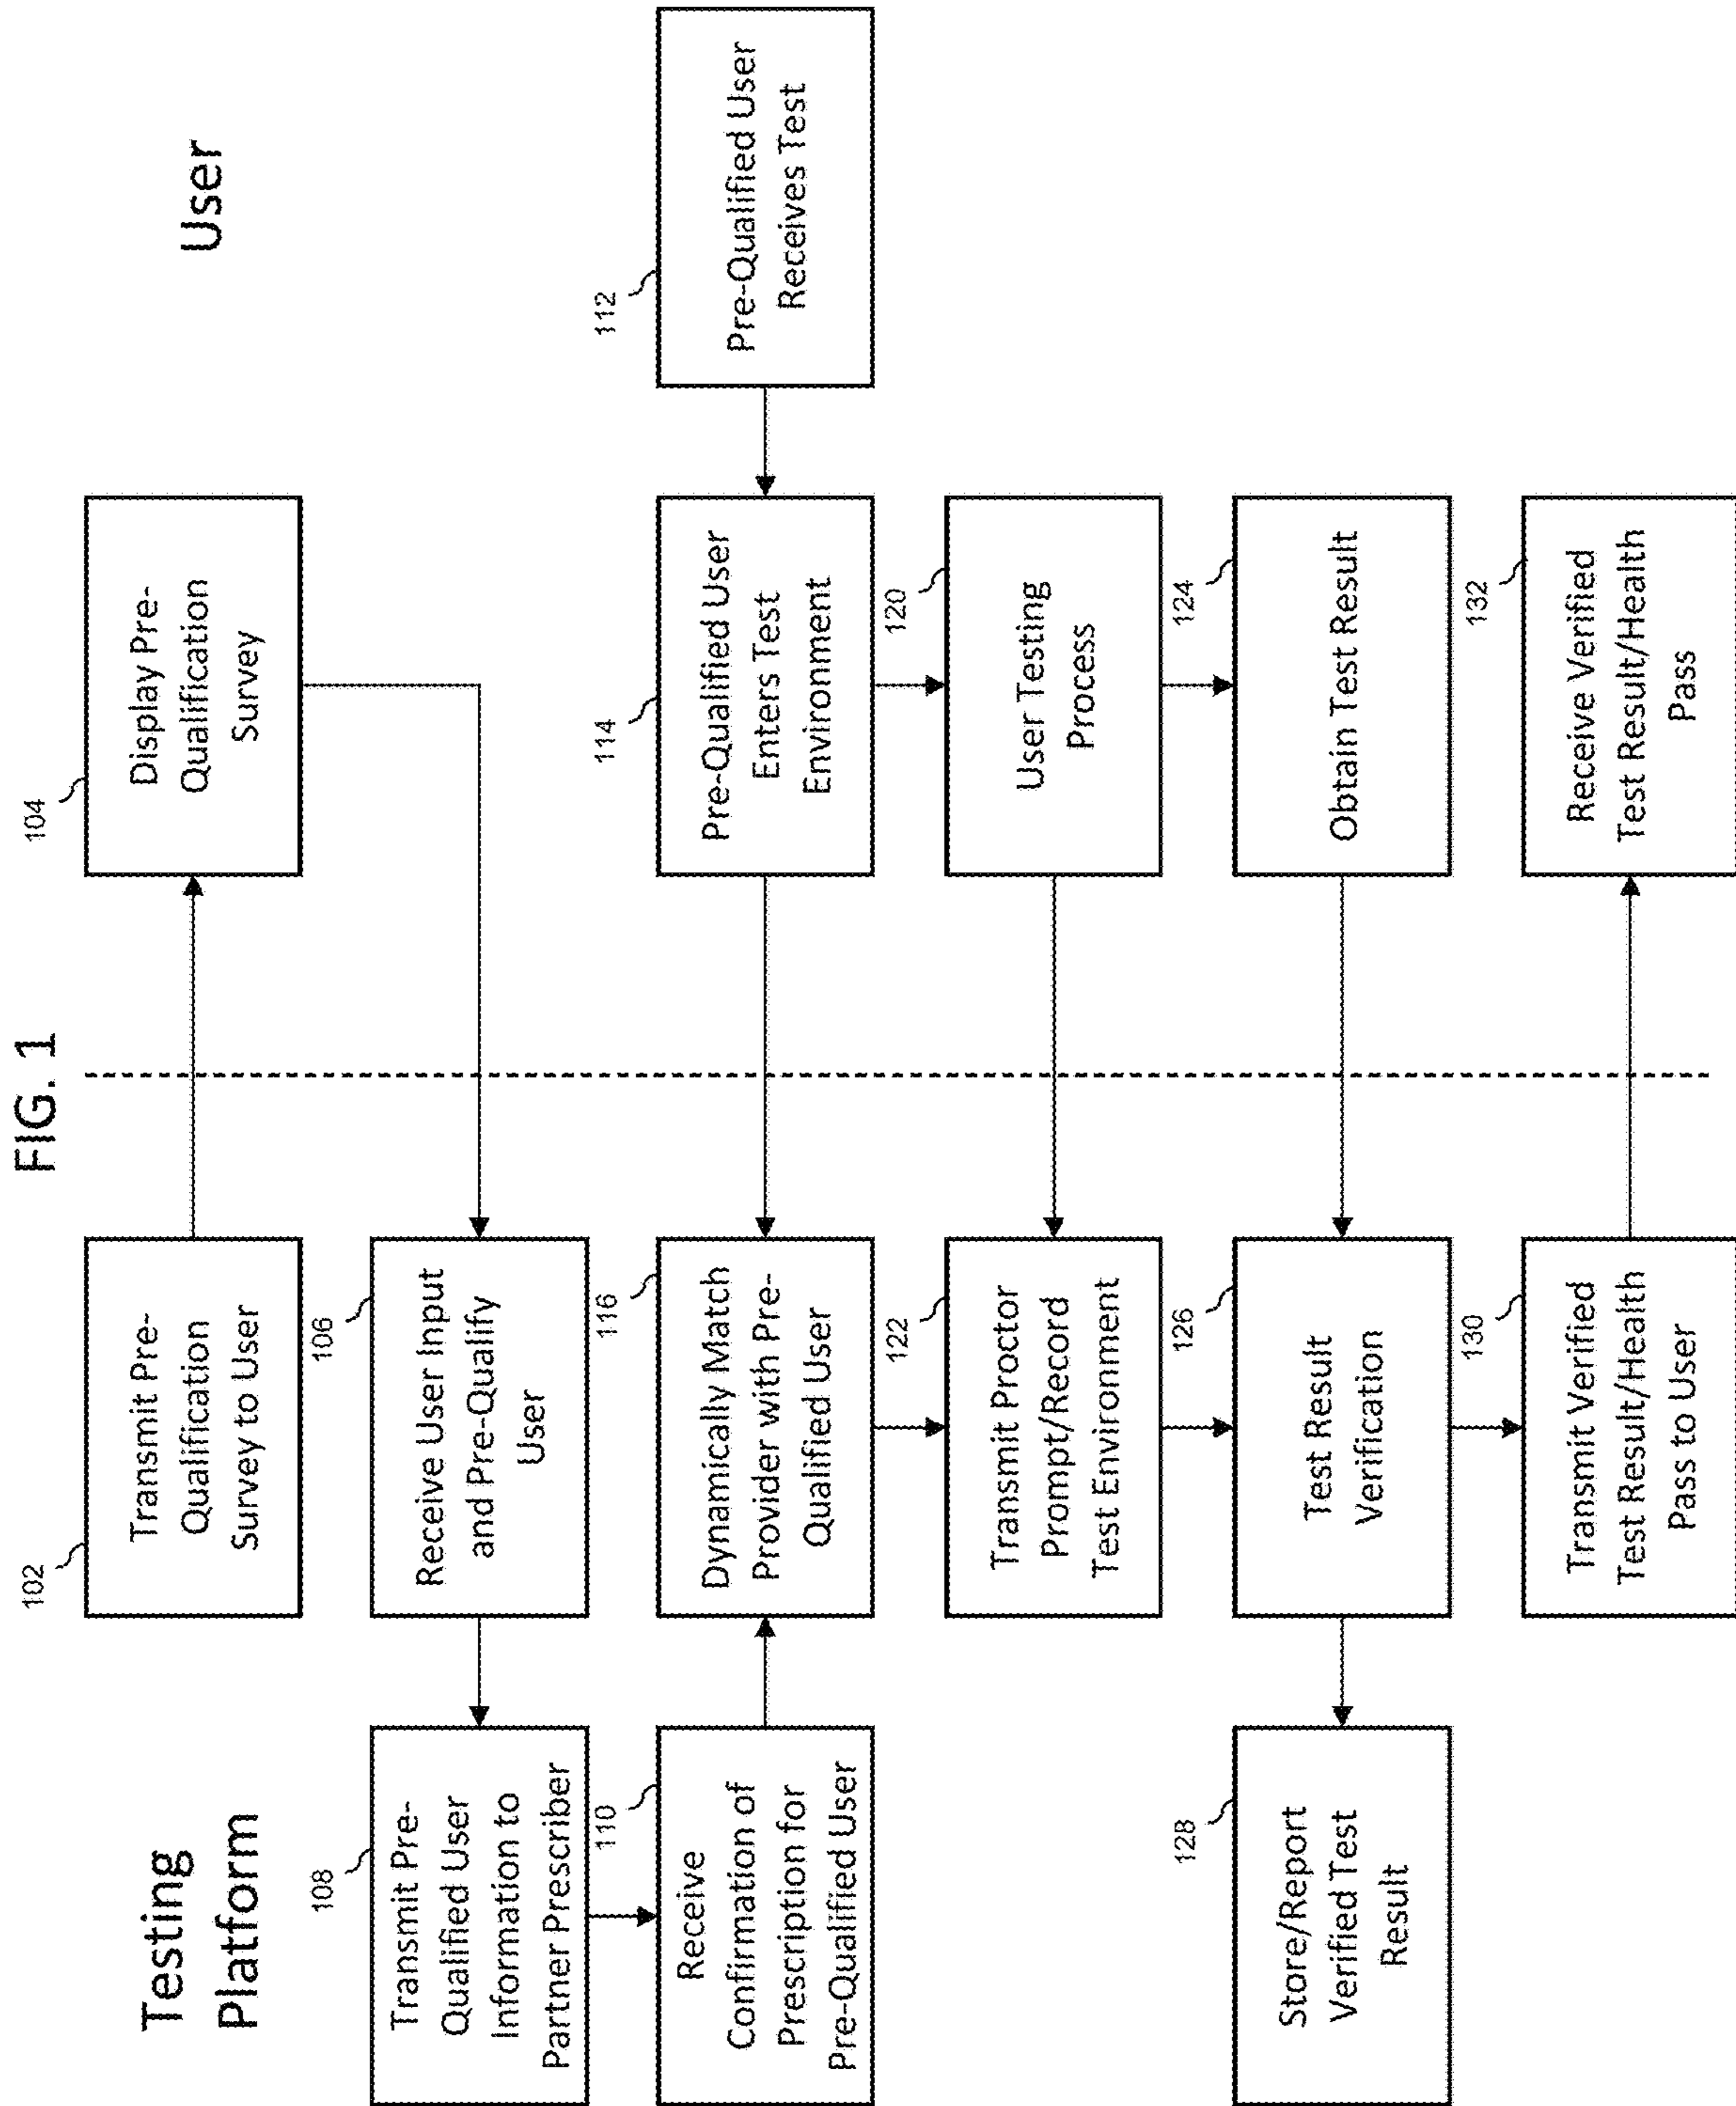 FIG. 1
Testing
Platform
User
102
Transmit Pre-
Qualification
Survey to User
104
Display Pre-
Qualification
Survey
106
Receive User Input
and Pre-Qualify
User
108
Transmit Pre-
Qualified User
Information to
Partner Prescriber
110
Receive
Confirmation of
Prescription for
Pre-Qualified User
116
Dynamically Match
Provider with Pre-
Qualified User
114
Pre-Qualified User
Enters Test
Environment
112
Pre-Qualified User
Receives Test
122
Transmit Proctor
Prompt/Record
Test Environment
120
User Testing
Process
128
Store/Report
Verified Test
Result
126
Test Result
Verification
124
Obtain Test Result
130
Transmit Verified
Test Result/Health
Pass to User
132
Receive Verified
Test Result/Health
Pass